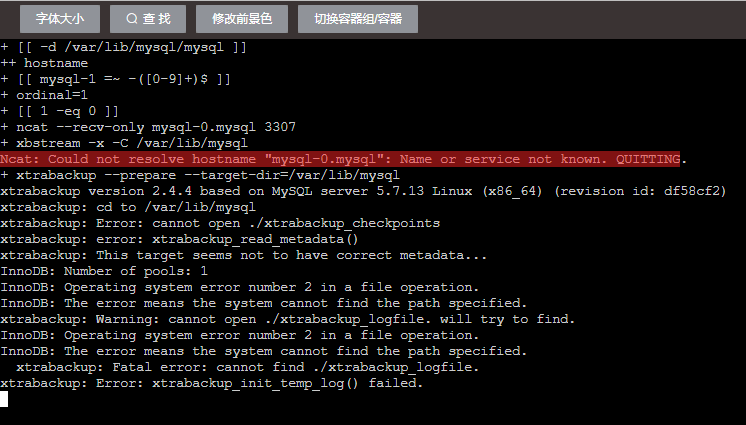 字体大小 查 找 修改前景色 切换容器组/容器
+ [[ -d /var/lib/mysql/mysql ]]
++ hostname
+ [[ mysql-1 =~ -([0-9]+)$ ]]
+ ordinal=1
+ [[ 1 -eq 0 ]]
+ ncat --recv-only mysql-0.mysql 3307
+ xbstream -x -C /var/lib/mysql
Ncat: Could not resolve hostname "mysql-0.mysql": Name or service not known. QUITTING.
+ xtrabackup --prepare --target-dir=/var/lib/mysql
xtrabackup version 2.4.4 based on MySQL server 5.7.13 Linux (x86_64) (revision id: df58cf2)
xtrabackup: cd to /var/lib/mysql
xtrabackup: Error: cannot open ./xtrabackup_checkpoints
xtrabackup: error: xtrabackup_read_metadata()
xtrabackup: This target seems not to have correct metadata...
InnoDB: Number of pools: 1
InnoDB: Operating system error number 2 in a file operation.
InnoDB: The error means the system cannot find the path specified.
xtrabackup: Warning: cannot open ./xtrabackup_logfile. will try to find.
InnoDB: Operating system error number 2 in a file operation.
InnoDB: The error means the system cannot find the path specified.
xtrabackup: Fatal error: cannot find ./xtrabackup_logfile.
xtrabackup: Error: xtrabackup_init_temp_log() failed.